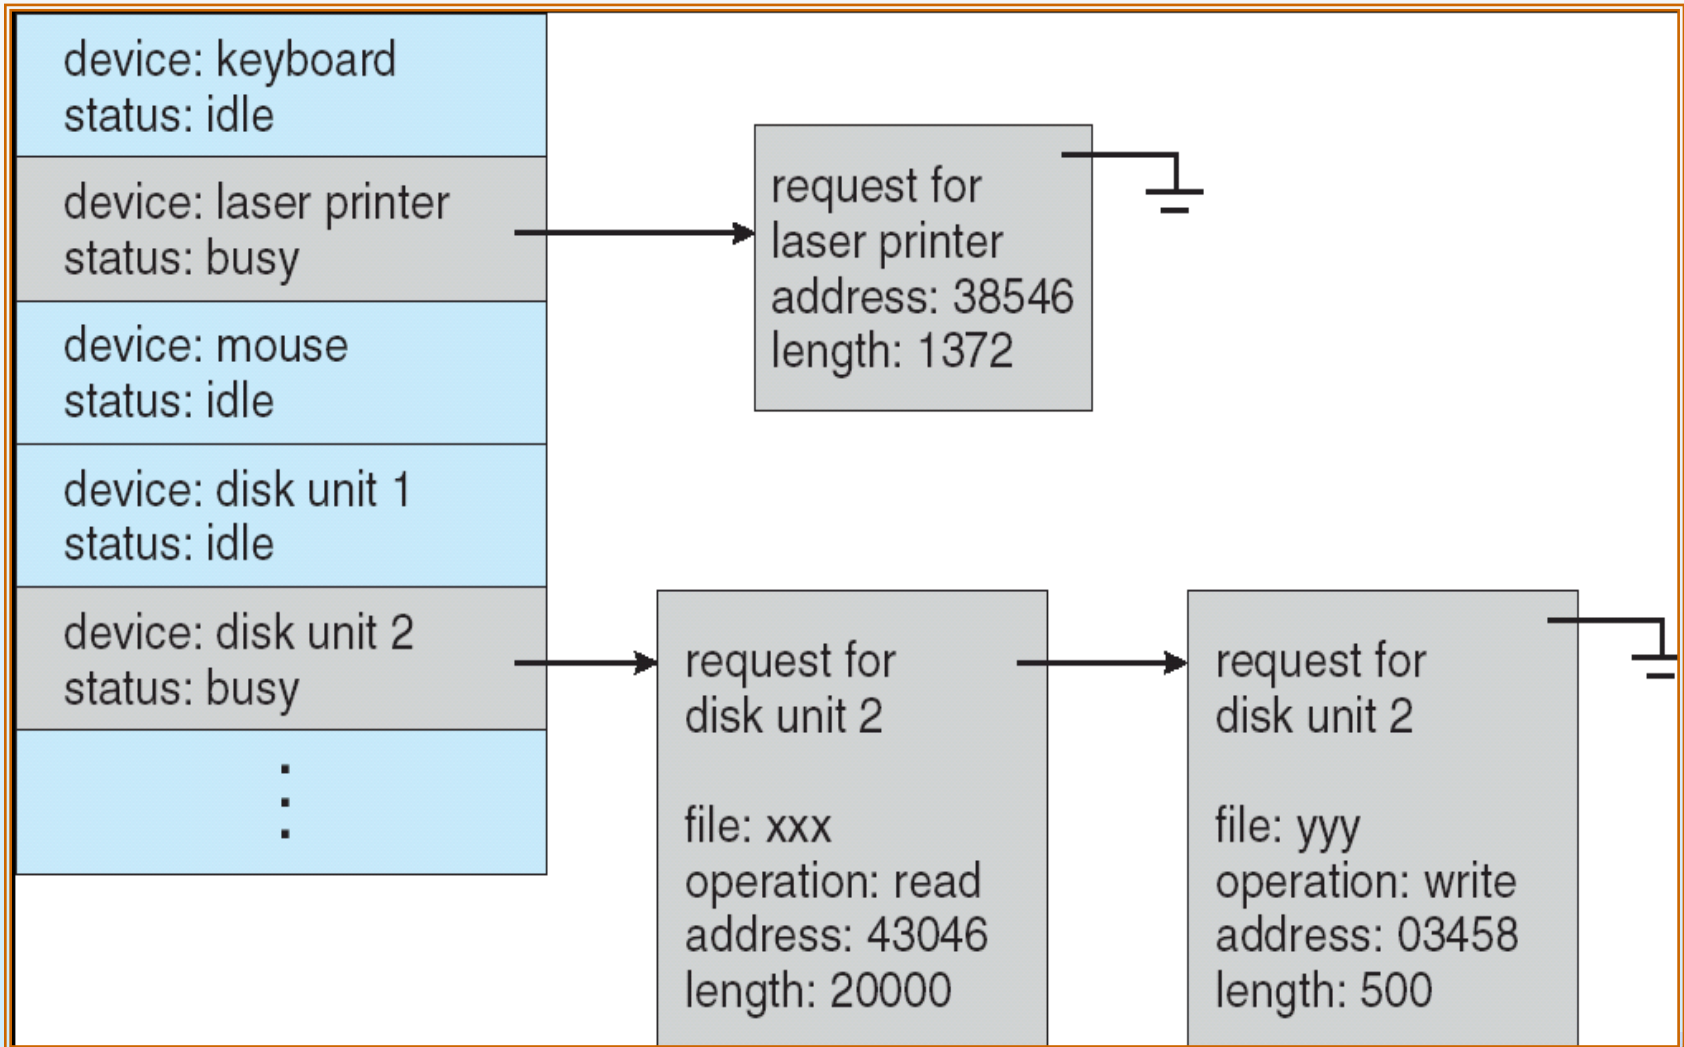 device: keyboard
status: idle
device: laser printer
status: busy
device: mouse
status: idle
device: disk unit 1
status: idle
device: disk unit 2
status: busy
request for
laser printer
address: 38546
length: 1372
request for
disk unit 2
file: xxx
operation: read
address: 43046
length: 20000
request for
disk unit 2
file: yyy
operation: write
address: 03458
length: 500